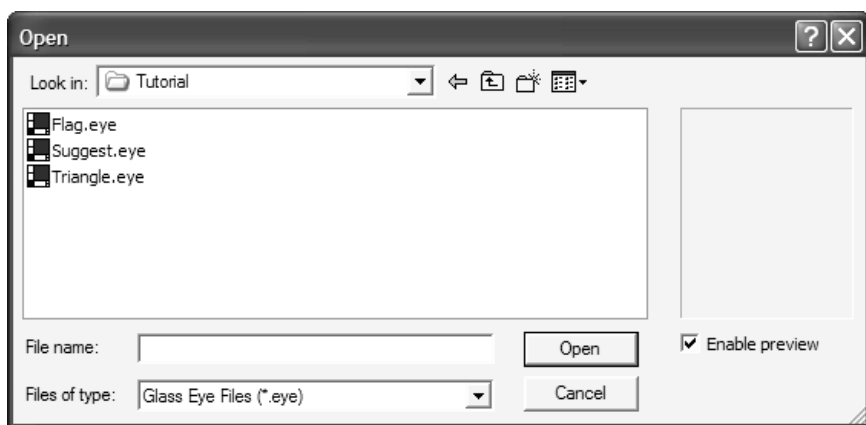 Open
Look in: Tutorial
Flag.eye
Suggest.eye
Triangle.eye
File name: Open Enable preview
Files of type: Glass Eye Files (*.eye) Cancel